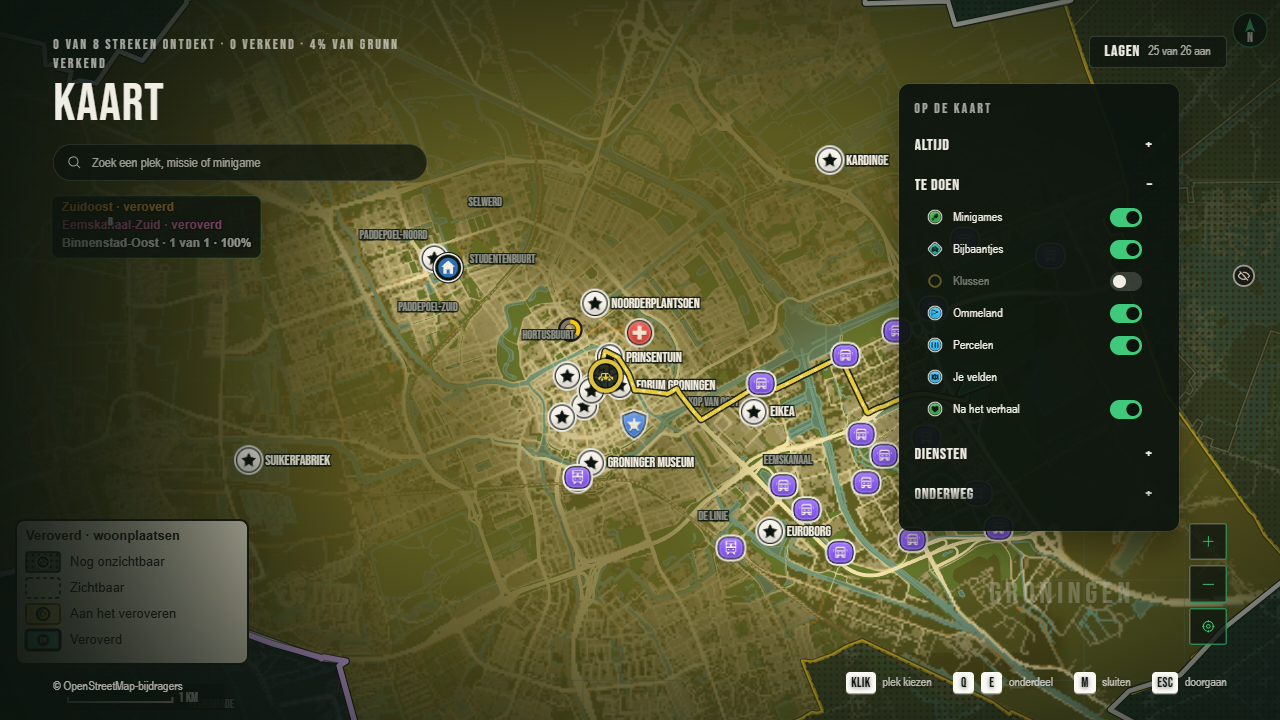 0 VAN 8 STREKEN ONTDEKT · 0 VERKEND · 4% VAN GRUNN
VERKEND
KAART
Zoek een plek, missie of minigame
Zuidoost · veroverd
Eemskanaal-Zuid · veroverd
Binnenstad-Oost · 1 van 1 · 100%
LAGEN 25 van 26 aan
N
OP DE KAART
ALTIJD +
TE DOEN −
Minigames
Bijbaantjes
Klussen
Ommeland
Percelen
Je velden
Na het verhaal
DIENSTEN +
ONDERWEG +
KARDINGE
SELWERD
PADDEPOEL-NOORD
STUDENTENBUURT
PADDEPOEL-ZUID
NOORDERPLANTSOEN
HORTUSBUURT
PRINSENTUIN
FORUM GRONINGEN
EIKEA
SUIKERFABRIEK
GRONINGER MUSEUM
EEMSKANAAL
DE LINIE
EUROBORG
GRONINGEN
Veroverd · woonplaatsen
Nog onzichtbaar
Zichtbaar
Aan het veroveren
Veroverd
© OpenStreetMap-bijdragers
1 KM
+
−
KLIK plek kiezen Q E onderdeel M sluiten ESC doorgaan